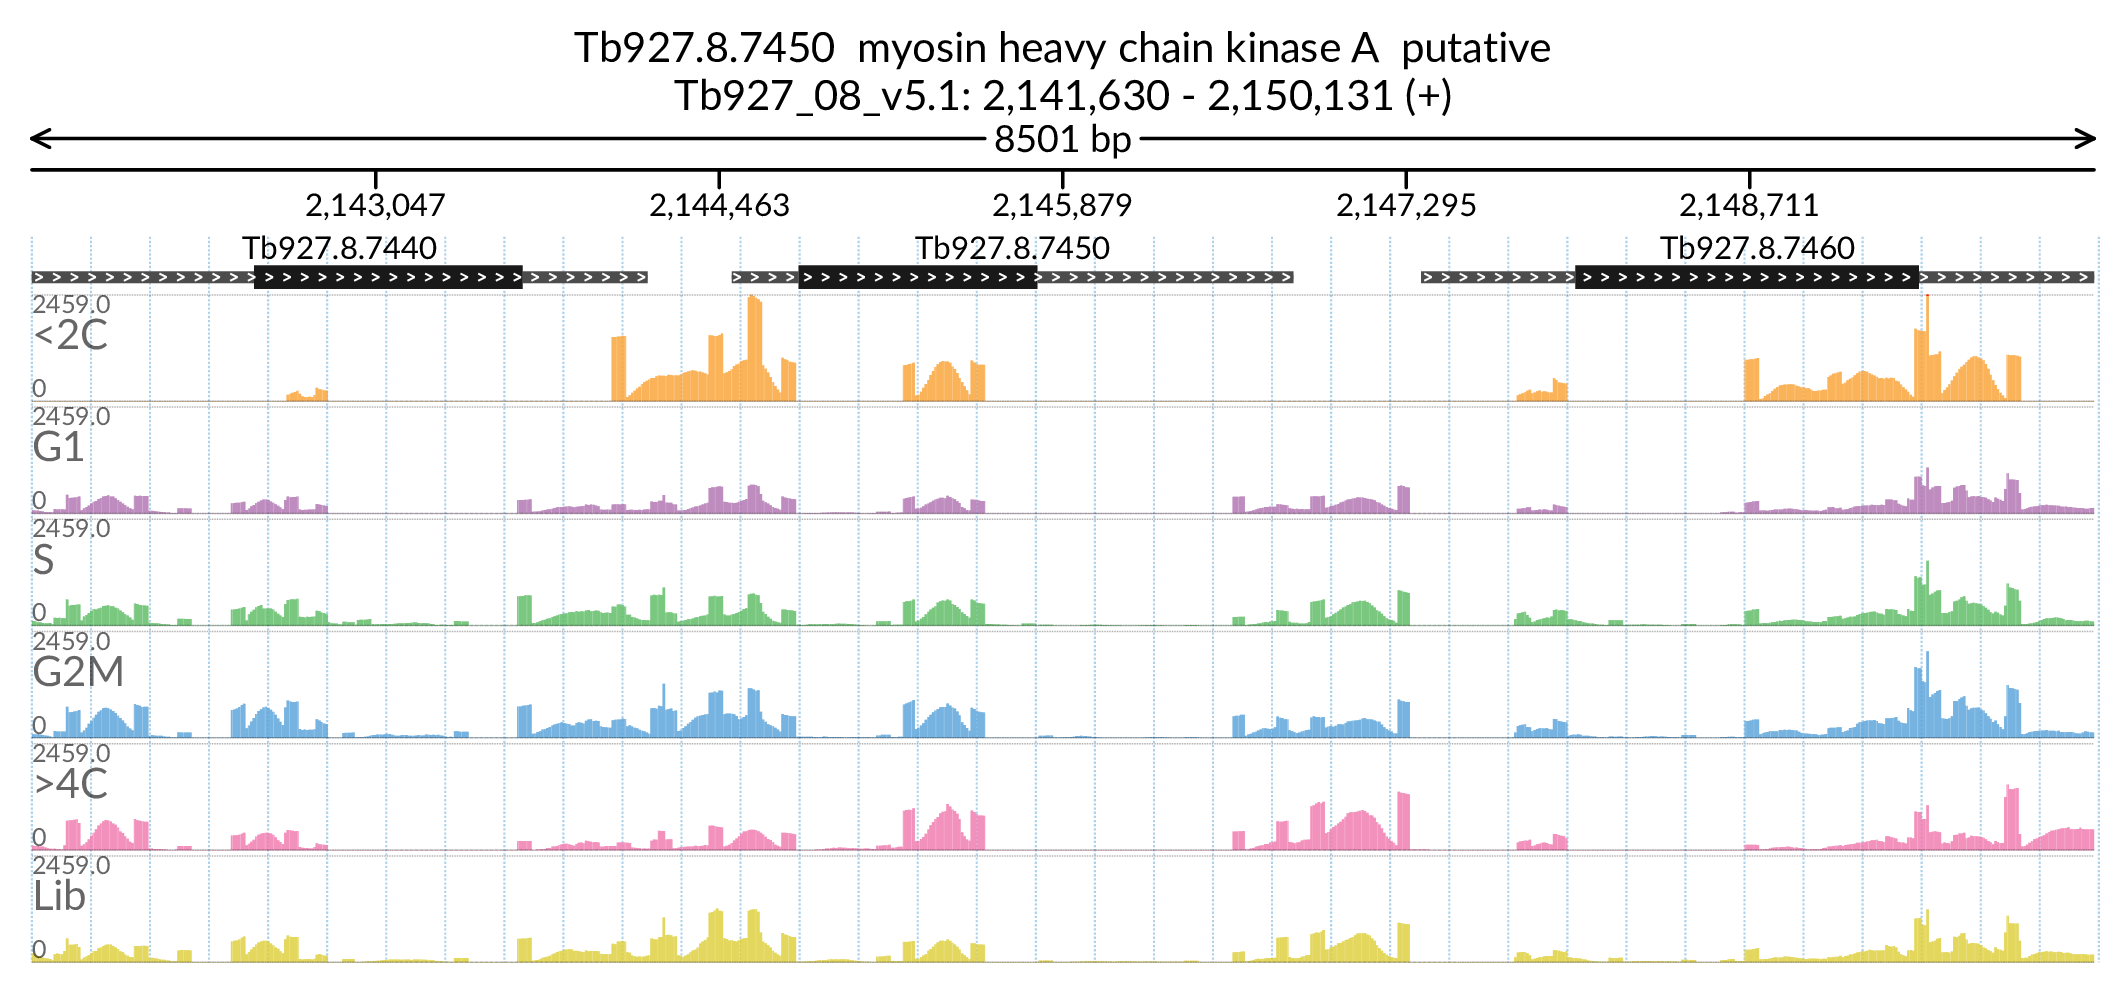 Tb927.8.7450  myosin heavy chain kinase A  putative
Tb927_08_v5.1: 2,141,630 - 2,150,131 (+)
8501 bp
2,143,047 2,144,463 2,145,879 2,147,295 2,148,711
Tb927.8.7440 Tb927.8.7450 Tb927.8.7460
2459.0
<2C
0
2459.0
G1
0
2459.0
S
0
2459.0
G2M
0
2459.0
>4C
0
2459.0
Lib
0